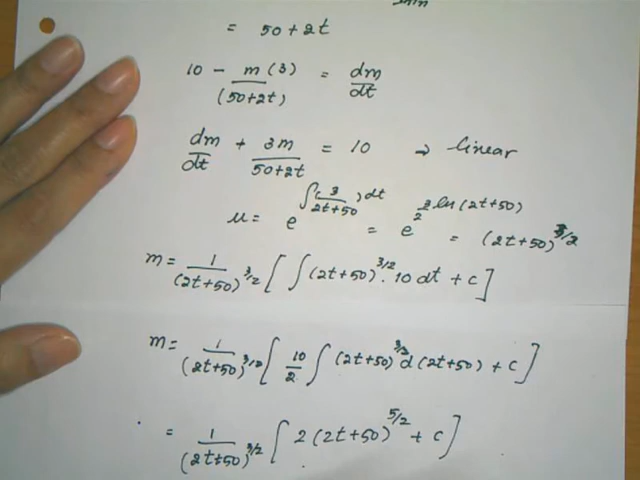 = 50 + 2t
10 - m(3)/(50+2t) = dm/dt
dm/dt + 3m/(50+2t) = 10 → linear
u = e^∫(3/(2t+50))dt = e^(3/2 ln(2t+50)) = (2t+50)^3/2
m = 1/(2t+50)^3/2 [∫(2t+50)^3/2 · 10 dt + c]
m = 1/(2t+50)^3/2 [10/2 ∫(2t+50)^3/2 d(2t+50) + c]
= 1/(2t+50)^3/2 [2(2t+50)^5/2 + c]